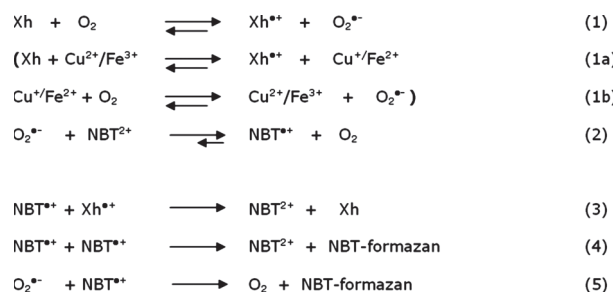 Xh + O₂ ⇌ Xh•⁺ + O₂•⁻ (1)
(Xh + Cu²⁺/Fe³⁺ ⇌ Xh•⁺ + Cu⁺/Fe²⁺ (1a)
Cu⁺/Fe²⁺ + O₂ ⇌ Cu²⁺/Fe³⁺ + O₂•⁻ ) (1b)
O₂•⁻ + NBT²⁺ ⇌ NBT•⁺ + O₂ (2)
NBT•⁺ + Xh•⁺ → NBT²⁺ + Xh (3)
NBT•⁺ + NBT•⁺ → NBT²⁺ + NBT-formazan (4)
O₂•⁻ + NBT•⁺ → O₂ + NBT-formazan (5)